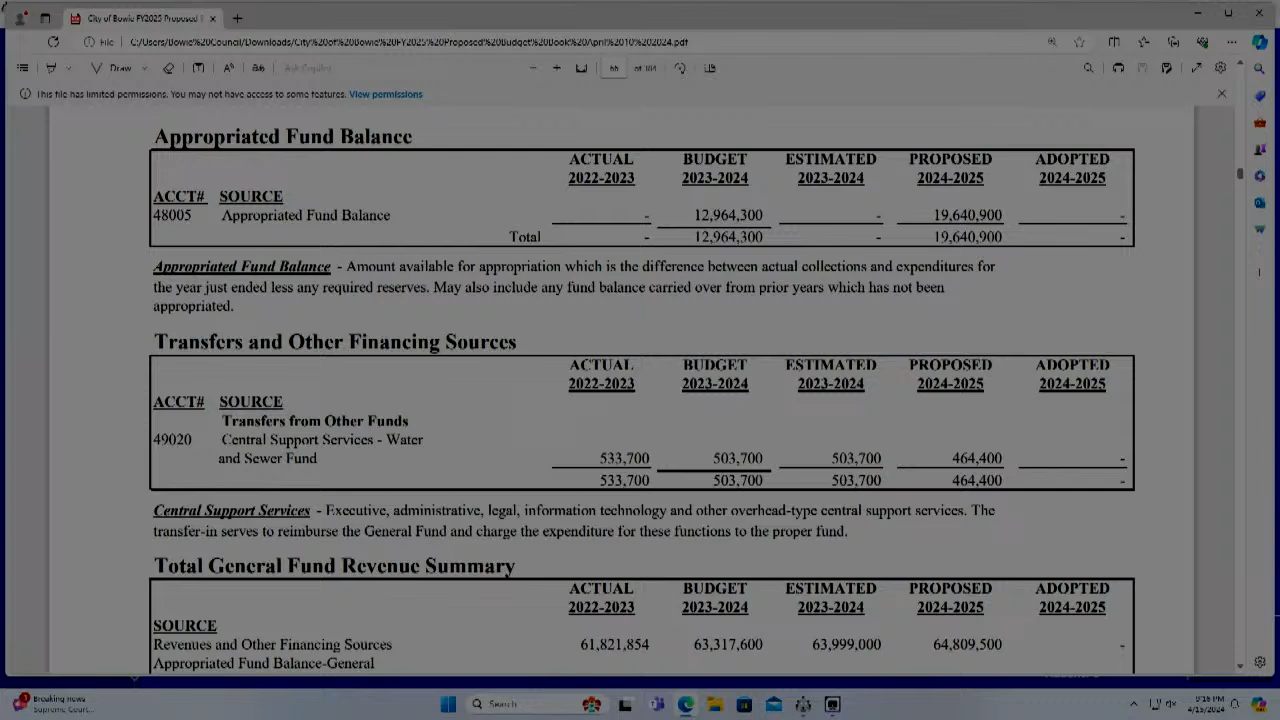 City of Bowie FY2025 Proposed
File C:/Users/Bowie%20Council/Downloads/City%20of%20Bowie%20FY2025%20Proposed%20Budget%20Book%20April%2010%202024.pdf
Draw Ask Copilot 66
This file has limited permissions. You may not have access to some features. View permissions
Appropriated Fund Balance
ACTUAL BUDGET ESTIMATED PROPOSED ADOPTED
2022-2023 2023-2024 2023-2024 2024-2025 2024-2025
ACCT# SOURCE
48005 Appropriated Fund Balance - 12,964,300 - 19,640,900 -
Total - 12,964,300 - 19,640,900 -
Appropriated Fund Balance - Amount available for appropriation which is the difference between actual collections and expenditures for
the year just ended less any required reserves. May also include any fund balance carried over from prior years which has not been
appropriated.
Transfers and Other Financing Sources
ACTUAL BUDGET ESTIMATED PROPOSED ADOPTED
2022-2023 2023-2024 2023-2024 2024-2025 2024-2025
ACCT# SOURCE
Transfers from Other Funds
49020 Central Support Services - Water
and Sewer Fund 533,700 503,700 503,700 464,400 -
533,700 503,700 503,700 464,400 -
Central Support Services - Executive, administrative, legal, information technology and other overhead-type central support services. The
transfer-in serves to reimburse the General Fund and charge the expenditure for these functions to the proper fund.
Total General Fund Revenue Summary
ACTUAL BUDGET ESTIMATED PROPOSED ADOPTED
2022-2023 2023-2024 2023-2024 2024-2025 2024-2025
SOURCE
Revenues and Other Financing Sources 61,821,854 63,317,600 63,999,000 64,809,500 -
Appropriated Fund Balance-General
Breaking news
Supreme Court...
Search
9:16 PM
4/15/2024